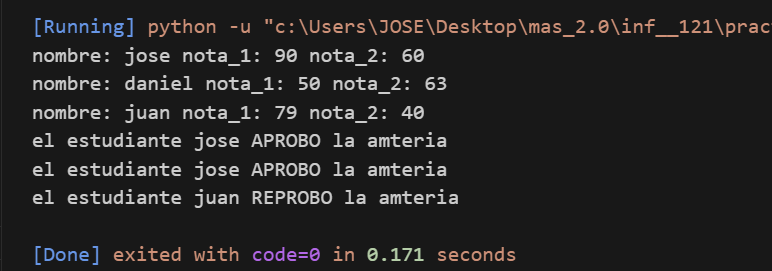 [Running] python -u "c:\Users\JOSE\Desktop\mas_2.0\inf__121\prac
nombre: jose nota_1: 90 nota_2: 60
nombre: daniel nota_1: 50 nota_2: 63
nombre: juan nota_1: 79 nota_2: 40
el estudiante jose APROBO la amteria
el estudiante jose APROBO la amteria
el estudiante juan REPROBO la amteria
[Done] exited with code=0 in 0.171 seconds